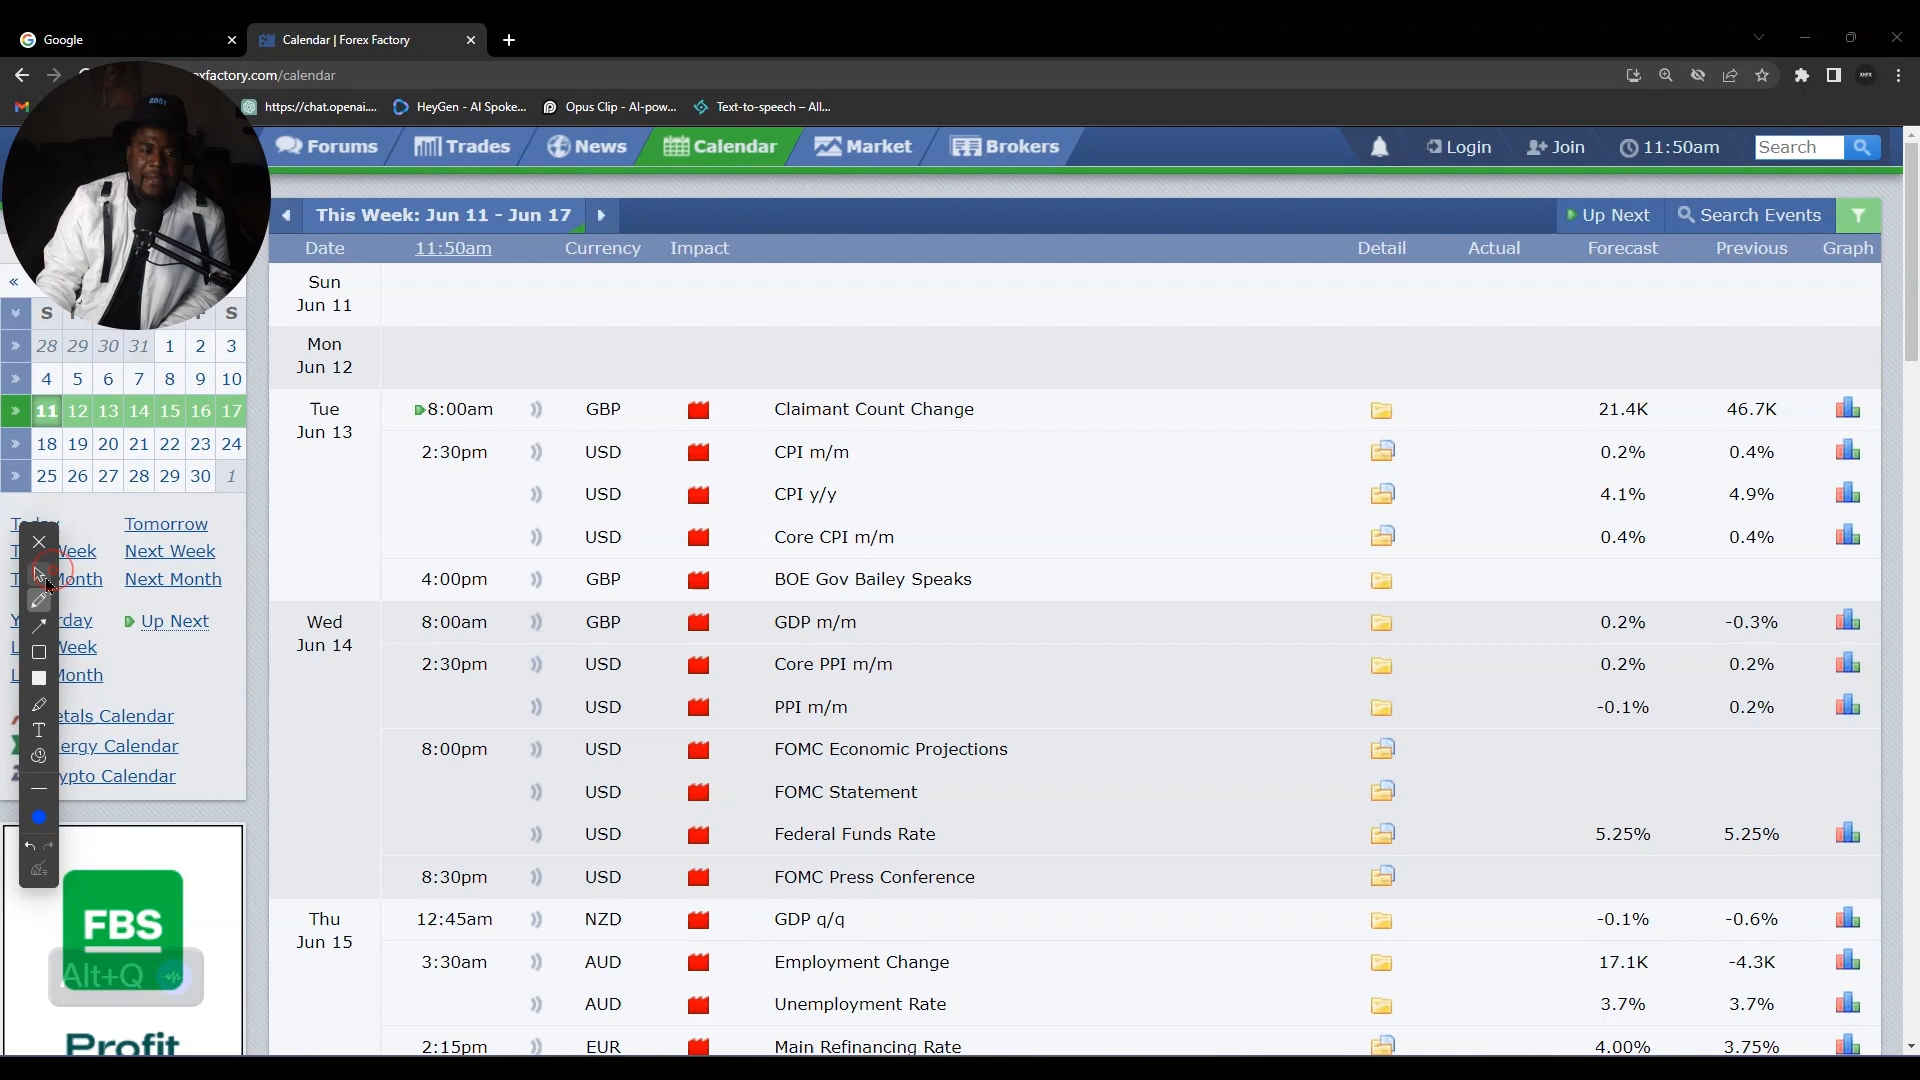 Google
Calendar | Forex Factory
xfactory.com/calendar
https://chat.openai....
HeyGen - AI Spoke...
Opus Clip - AI-pow...
Text-to-speech – All...
ROOT
Forums Trades News Calendar Market Brokers
Login Join 11:50am Search
This Week: Jun 11 - Jun 17 Up Next Search Events
Date 11:50am Currency Impact Detail Actual Forecast Previous Graph
Sun
Jun 11
Mon
Jun 12
Tue
Jun 13
8:00am GBP Claimant Count Change 21.4K 46.7K
2:30pm USD CPI m/m 0.2% 0.4%
USD CPI y/y 4.1% 4.9%
USD Core CPI m/m 0.4% 0.4%
4:00pm GBP BOE Gov Bailey Speaks
Wed
Jun 14
8:00am GBP GDP m/m 0.2% -0.3%
2:30pm USD Core PPI m/m 0.2% 0.2%
USD PPI m/m -0.1% 0.2%
8:00pm USD FOMC Economic Projections
USD FOMC Statement
USD Federal Funds Rate 5.25% 5.25%
8:30pm USD FOMC Press Conference
Thu
Jun 15
12:45am NZD GDP q/q -0.1% -0.6%
3:30am AUD Employment Change 17.1K -4.3K
AUD Unemployment Rate 3.7% 3.7%
2:15pm EUR Main Refinancing Rate 4.00% 3.75%
«
S S
28 29 30 31 1 2 3
4 5 6 7 8 9 10
11 12 13 14 15 16 17
18 19 20 21 22 23 24
25 26 27 28 29 30 1
Tomorrow
Week Next Week
Month Next Month
rday Up Next
Week
Month
etals Calendar
ergy Calendar
ypto Calendar
T
FBS
Alt+Q
Profit